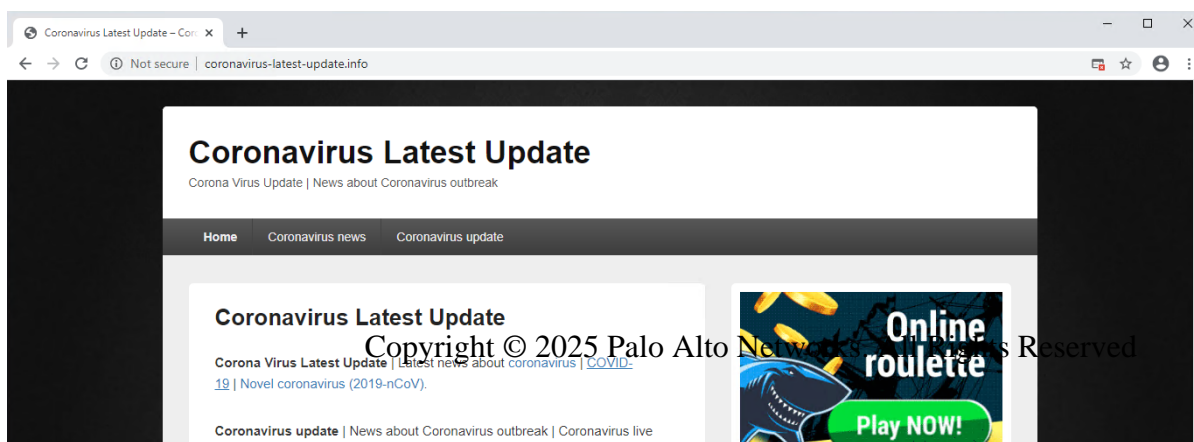 Coronavirus Latest Update – Cor
Not secure | coronavirus-latest-update.info
Coronavirus Latest Update
Corona Virus Update | News about Coronavirus outbreak
Home Coronavirus news Coronavirus update
Coronavirus Latest Update
Corona Virus Latest Update | Latest news about coronavirus | COVID-
19 | Novel coronavirus (2019-nCoV).
Coronavirus update | News about Coronavirus outbreak | Coronavirus live
Online
roulette
Play NOW!
Copyright © 2025 Palo Alto Networks. All Rights Reserved